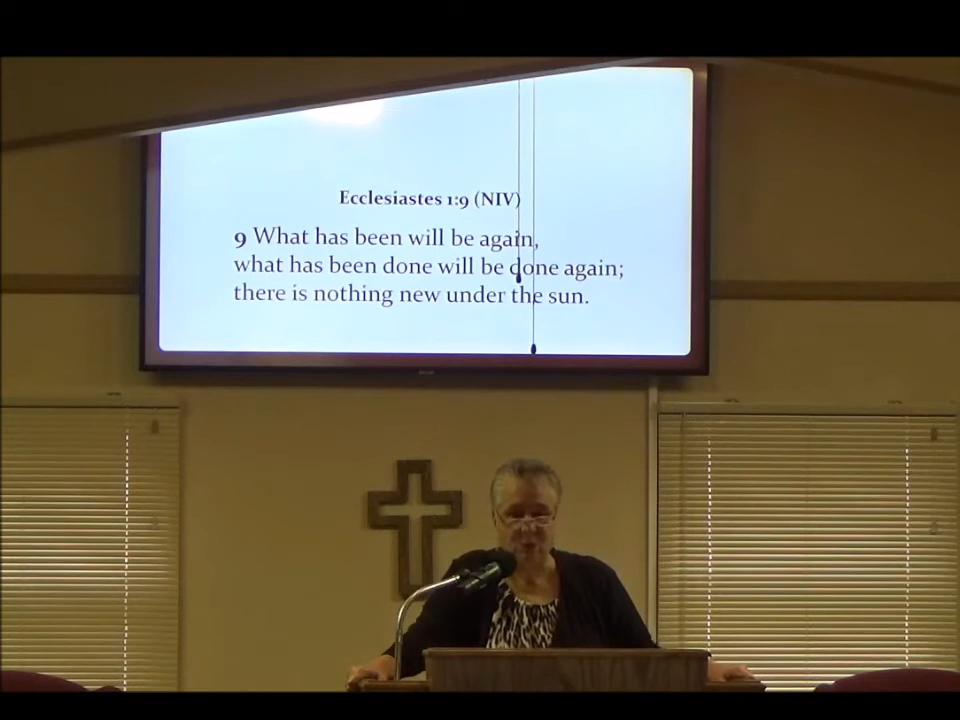 Ecclesiastes 1:9 (NIV)
9 What has been will be again,
what has been done will be done again;
there is nothing new under the sun.